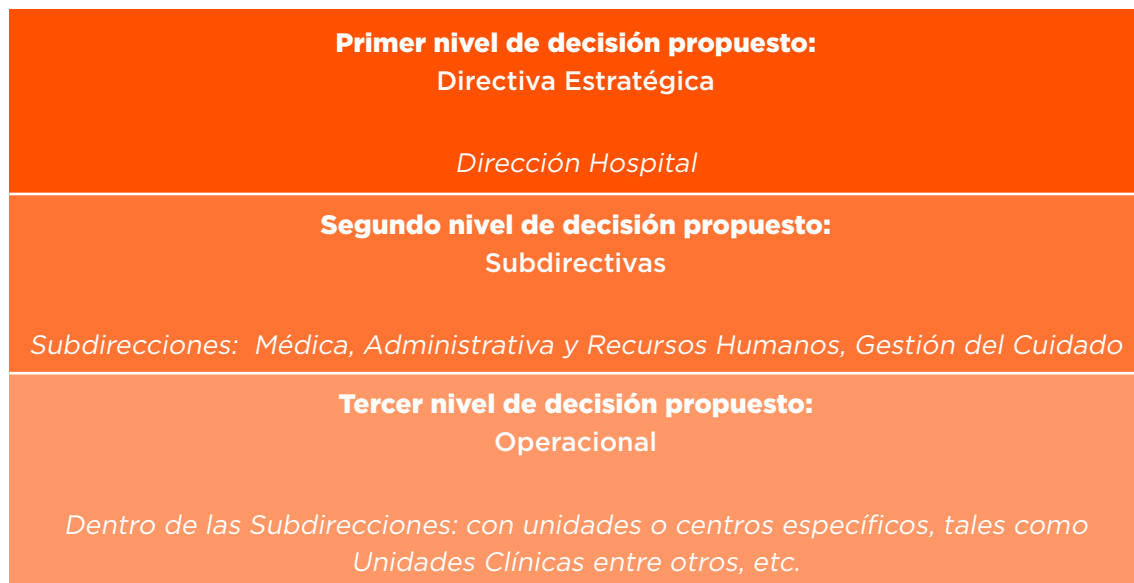 Primer nivel de decisión propuesto:
Directiva Estratégica
Dirección Hospital
Segundo nivel de decisión propuesto:
Subdirectivas
Subdirecciones: Médica, Administrativa y Recursos Humanos, Gestión del Cuidado
Tercer nivel de decisión propuesto:
Operacional
Dentro de las Subdirecciones: con unidades o centros específicos, tales como
Unidades Clínicas entre otros, etc.